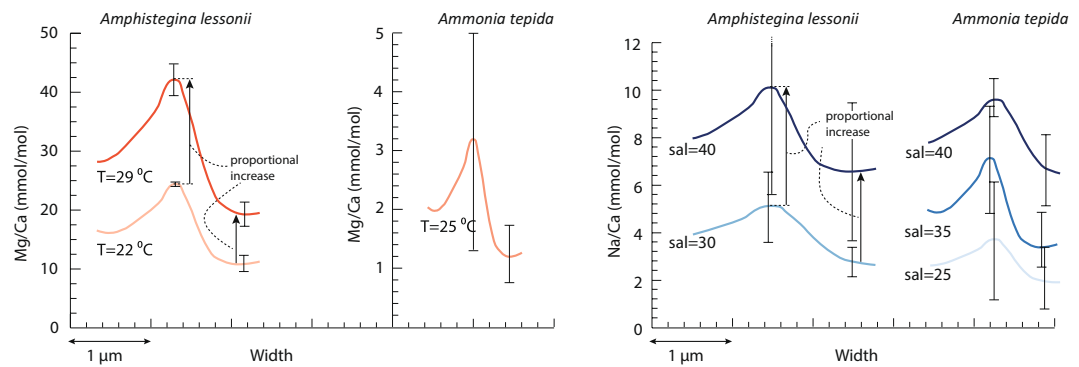 Amphistegina lessonii
Ammonia tepida
50
40
30
20
10
0
Mg/Ca (mmol/mol)
T=29 ⁰C
T=22 ⁰C
proportional
increase
5
4
3
2
1
Mg/Ca (mmol/mol)
T=25 ⁰C
1 µm
Width
Amphistegina lessonii
Ammonia tepida
12
10
8
6
4
2
0
Na/Ca (mmol/mol)
sal=40
sal=30
proportional
increase
sal=40
sal=35
sal=25
1 µm
Width